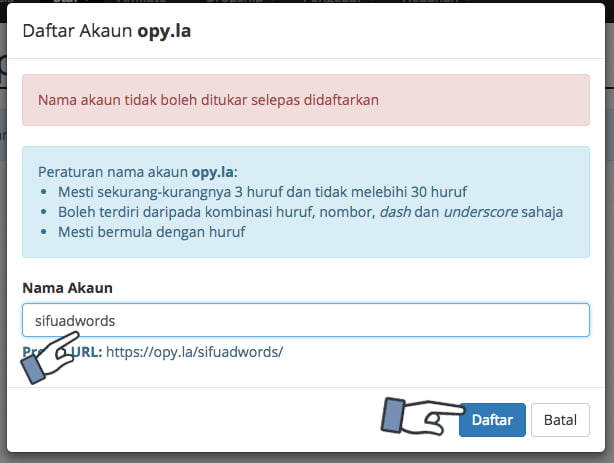 Daftar Akaun opy.la
Nama akaun tidak boleh ditukar selepas didaftarkan
Peraturan nama akaun opy.la:
• Mesti sekurang-kurangnya 3 huruf dan tidak melebihi 30 huruf
• Boleh terdiri daripada kombinasi huruf, nombor, dash dan underscore sahaja
• Mesti bermula dengan huruf
Nama Akaun
sifuadwords
URL: https://opy.la/sifuadwords/
Daftar Batal